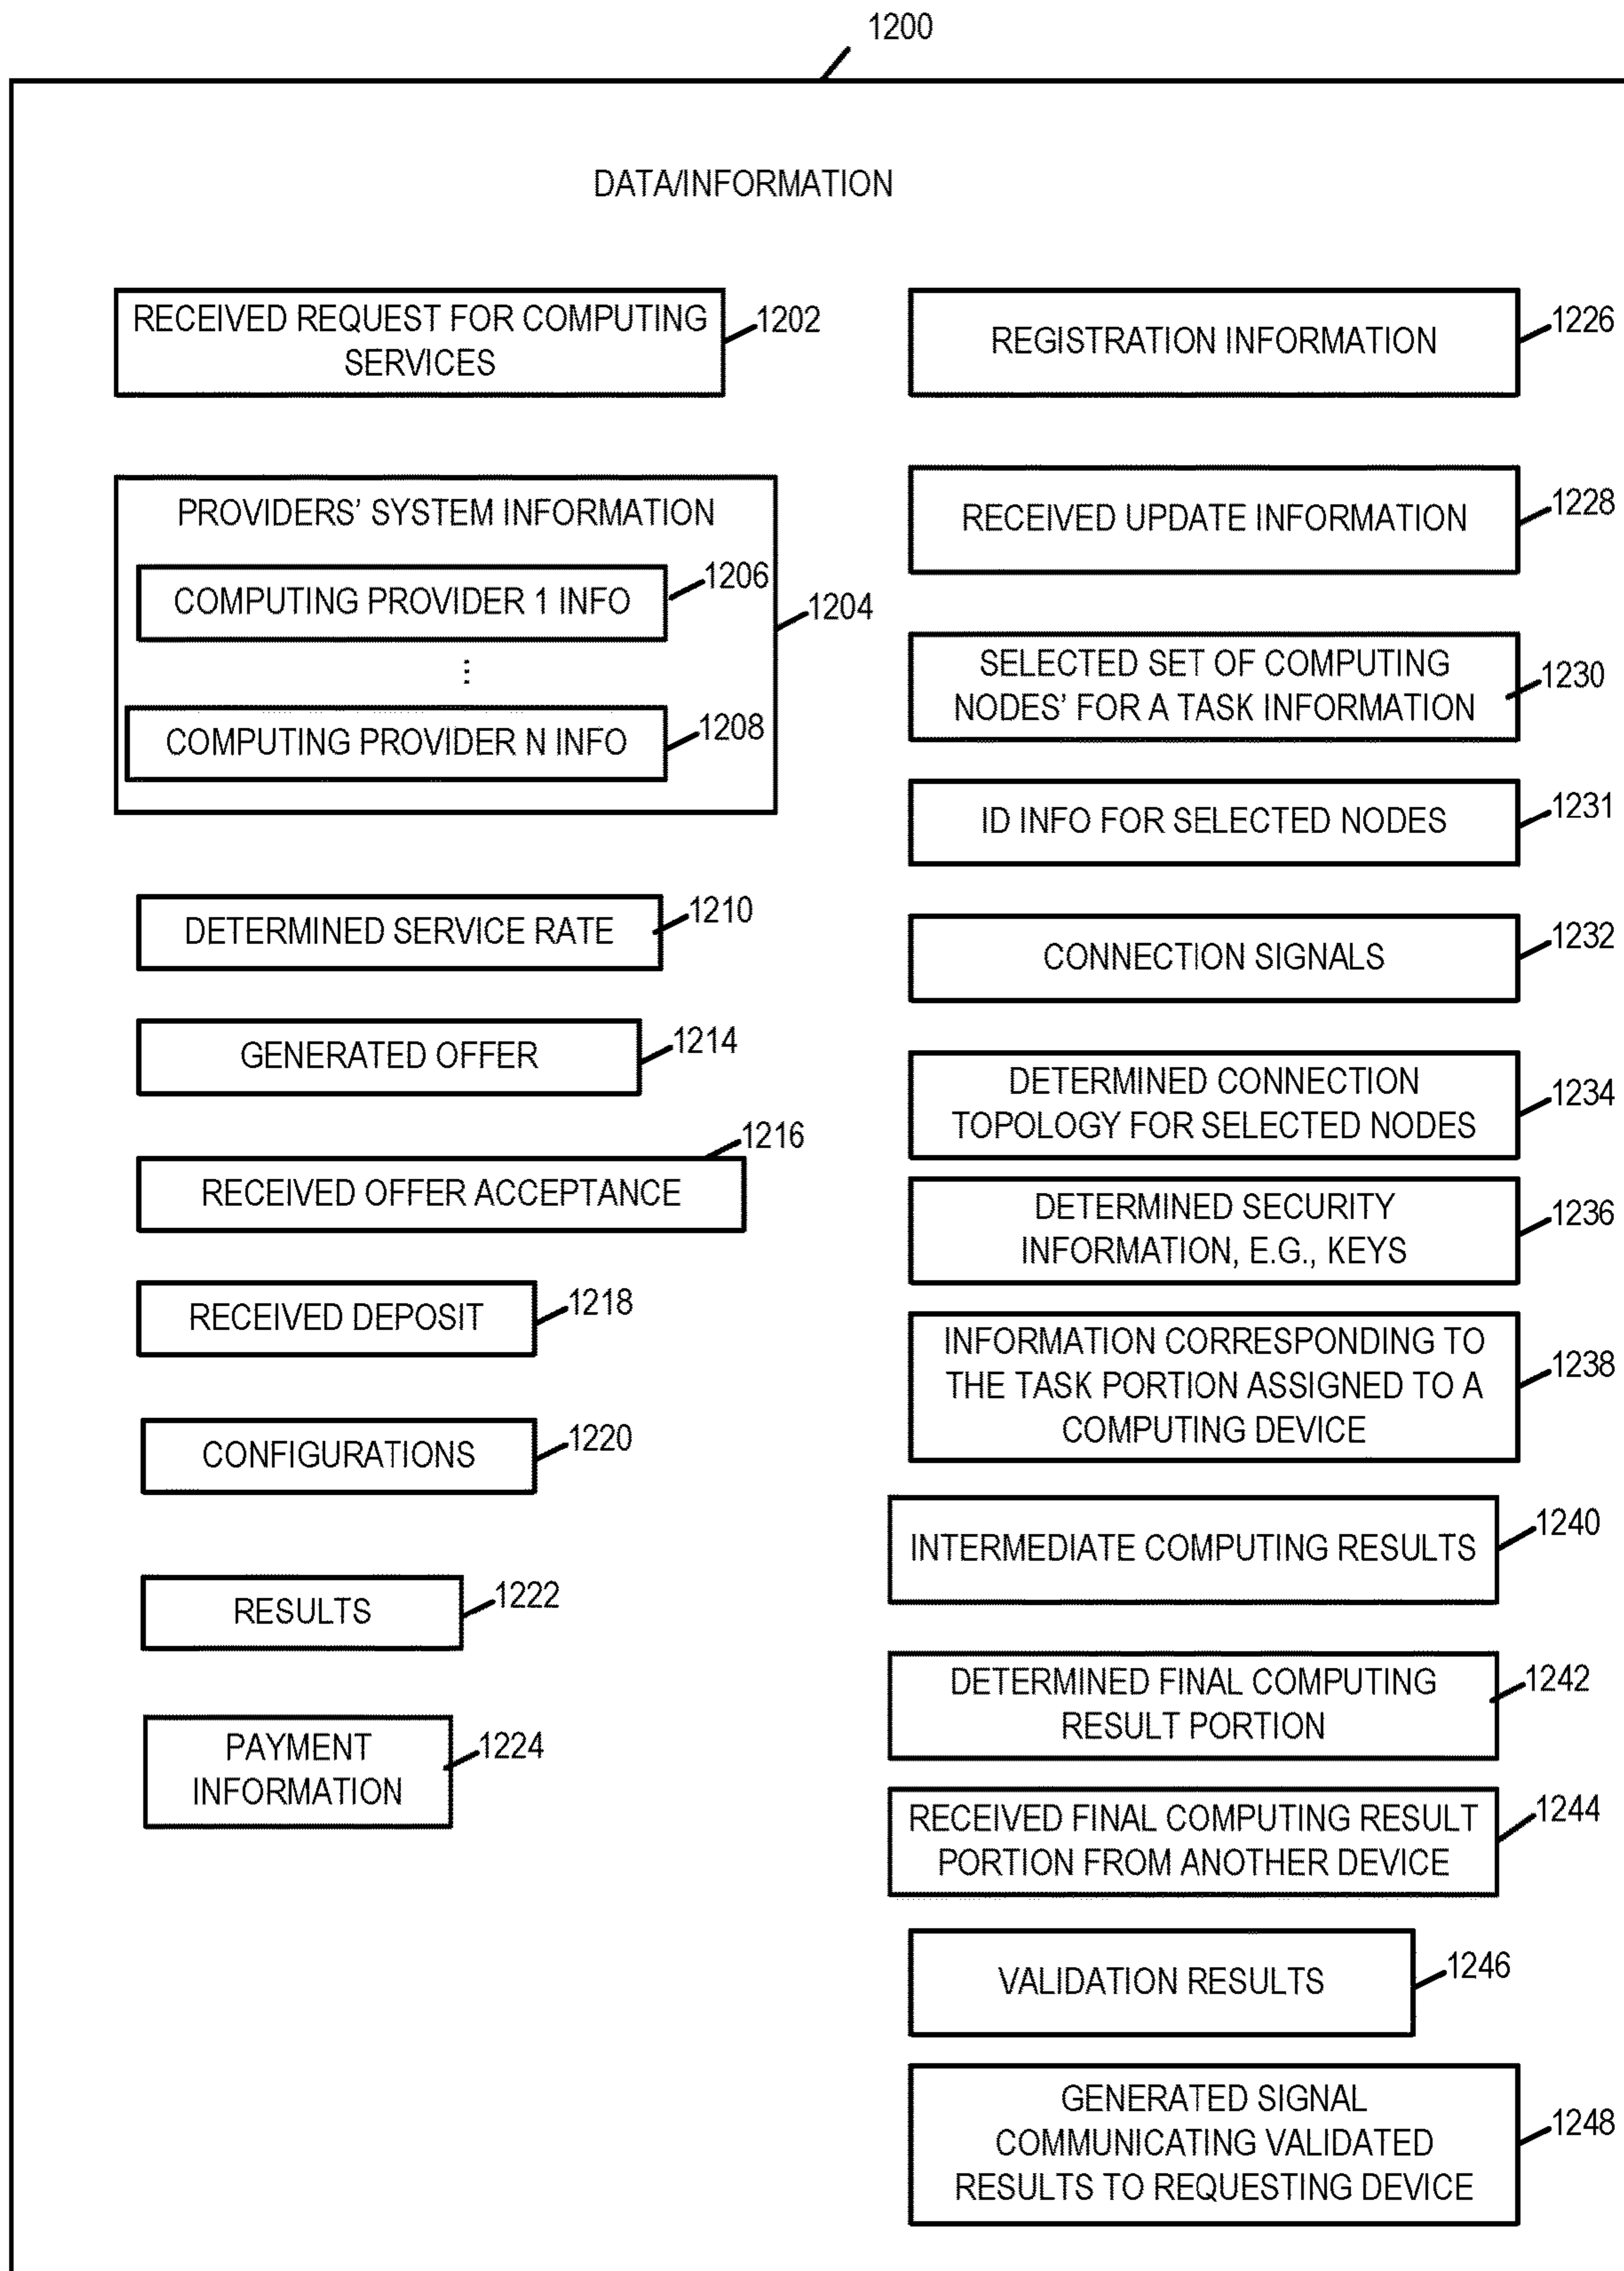 1200
DATA/INFORMATION
RECEIVED REQUEST FOR COMPUTING
SERVICES
1202
PROVIDERS' SYSTEM INFORMATION
COMPUTING PROVIDER 1 INFO
1206
1204
...
COMPUTING PROVIDER N INFO
1208
DETERMINED SERVICE RATE
1210
GENERATED OFFER
1214
1216
RECEIVED OFFER ACCEPTANCE
RECEIVED DEPOSIT
1218
CONFIGURATIONS
1220
RESULTS
1222
PAYMENT
INFORMATION
1224
REGISTRATION INFORMATION
1226
RECEIVED UPDATE INFORMATION
1228
SELECTED SET OF COMPUTING
NODES' FOR A TASK INFORMATION
1230
ID INFO FOR SELECTED NODES
1231
CONNECTION SIGNALS
1232
DETERMINED CONNECTION
TOPOLOGY FOR SELECTED NODES
1234
DETERMINED SECURITY
INFORMATION, E.G., KEYS
1236
INFORMATION CORRESPONDING TO
THE TASK PORTION ASSIGNED TO A
COMPUTING DEVICE
1238
INTERMEDIATE COMPUTING RESULTS
1240
DETERMINED FINAL COMPUTING
RESULT PORTION
1242
RECEIVED FINAL COMPUTING RESULT
PORTION FROM ANOTHER DEVICE
1244
VALIDATION RESULTS
1246
GENERATED SIGNAL
COMMUNICATING VALIDATED
RESULTS TO REQUESTING DEVICE
1248